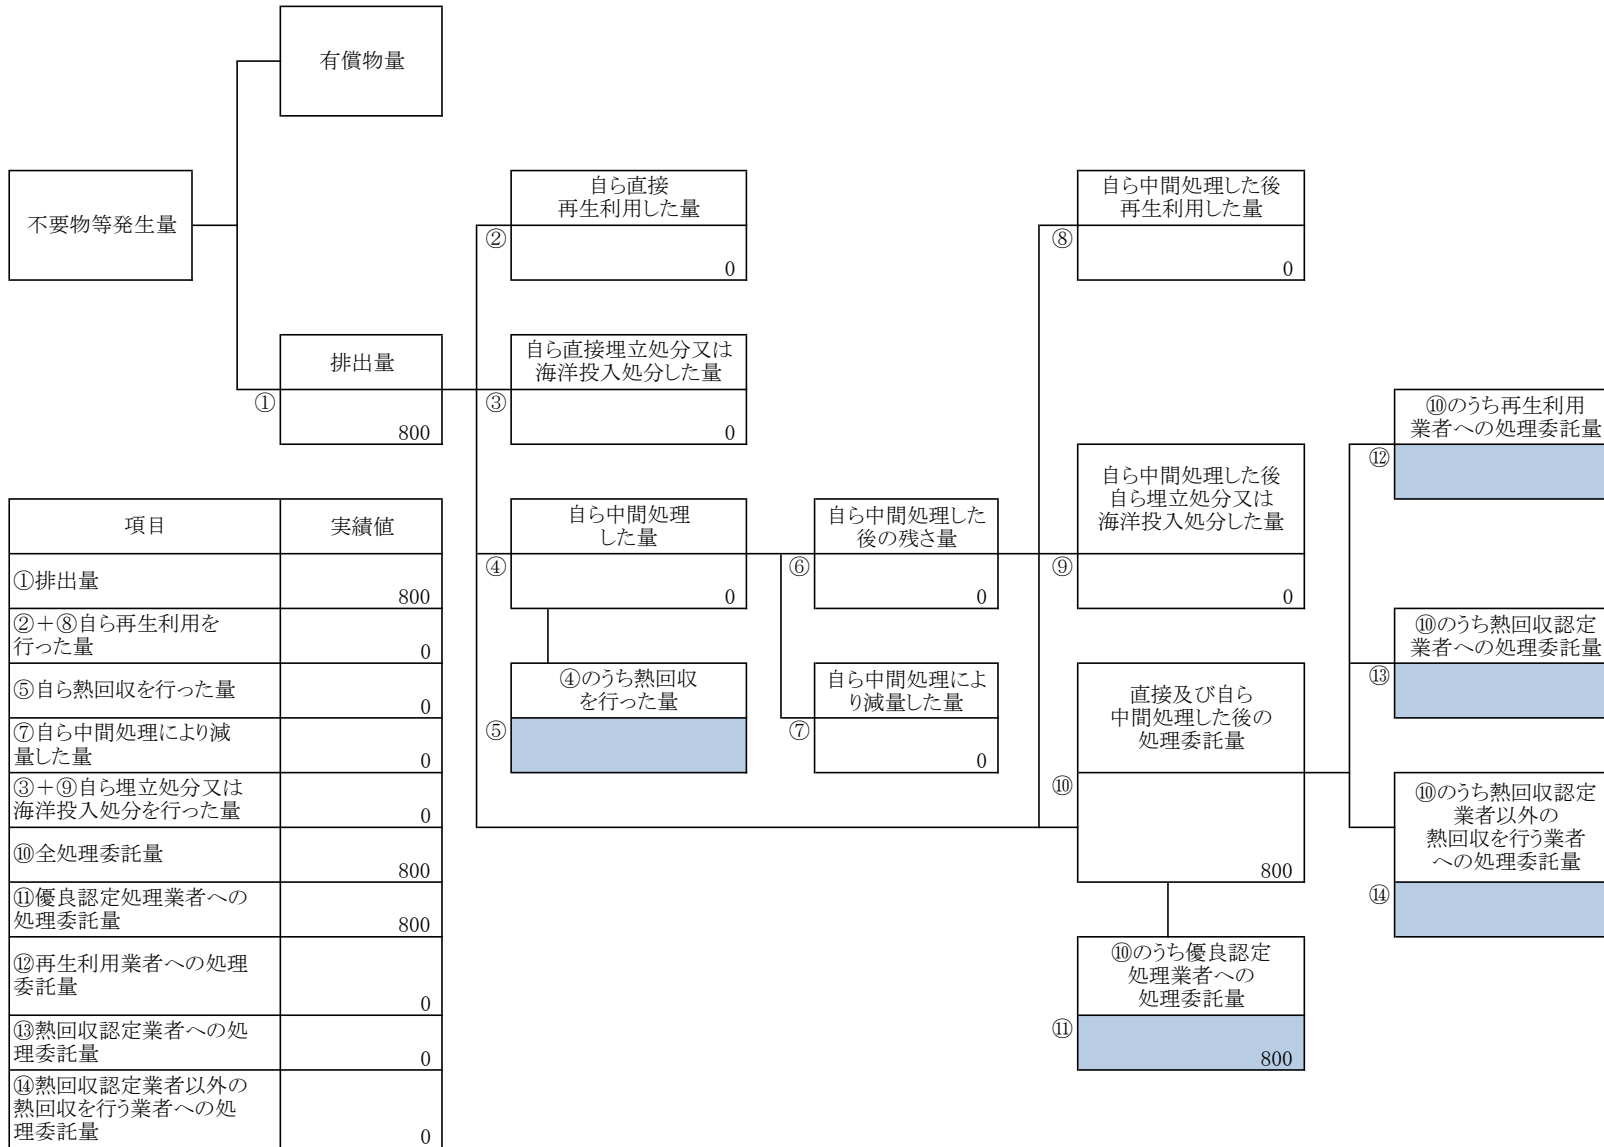 有償物量
不要物等発生量
自ら直接
再生利用した量
②
0
自ら中間処理した後
再生利用した量
⑧
0
排出量
①
800
自ら直接埋立処分又は
海洋投入処分した量
③
0
⑩のうち再生利用
業者への処理委託量
⑫
自ら中間処理した後
自ら埋立処分又は
海洋投入処分した量
⑨
0
自ら中間処理
した量
④
0
自ら中間処理した
後の残さ量
⑥
0
⑩のうち熱回収認定
業者への処理委託量
⑬
④のうち熱回収
を行った量
⑤
自ら中間処理によ
り減量した量
⑦
0
直接及び自ら
中間処理した後の
処理委託量
⑩
800
⑩のうち熱回収認定
業者以外の
熱回収を行う業者
への処理委託量
⑭
⑩のうち優良認定
処理業者への
処理委託量
⑪
800
項目 実績値
①排出量
800
②＋⑧自ら再生利用を
行った量
0
⑤自ら熱回収を行った量
0
⑦自ら中間処理により減
量した量
0
③＋⑨自ら埋立処分又は
海洋投入処分を行った量
0
⑩全処理委託量
800
⑪優良認定処理業者への
処理委託量
800
⑫再生利用業者への処理
委託量
0
⑬熱回収認定業者への処
理委託量
0
⑭熱回収認定業者以外の
熱回収を行う業者への処
理委託量
0